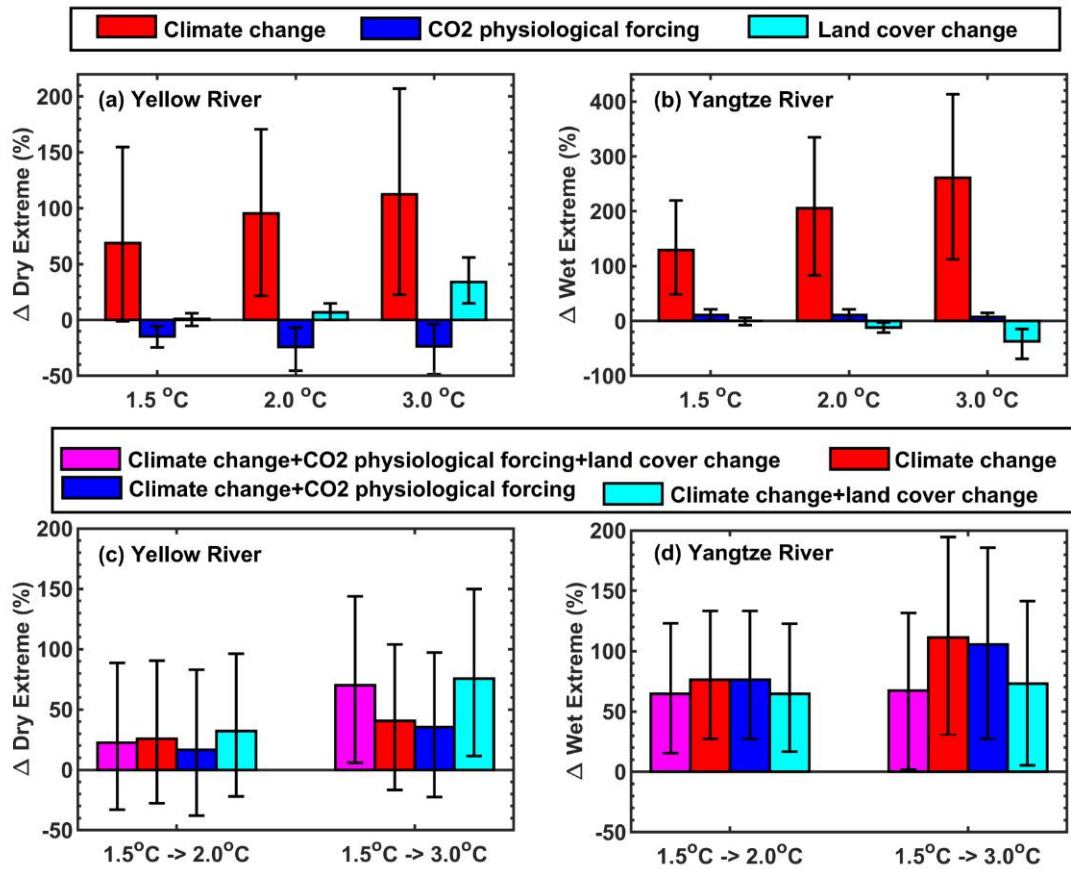 Climate change CO2 physiological forcing Land cover change
(a) Yellow River
Δ Dry Extreme (%)
200
150
100
50
0
-50
1.5 °C 2.0 °C 3.0 °C
(b) Yangtze River
Δ Wet Extreme (%)
400
300
200
100
0
-100
1.5 °C 2.0 °C 3.0 °C
Climate change+CO2 physiological forcing+land cover change Climate change
Climate change+CO2 physiological forcing Climate change+land cover change
(c) Yellow River
Δ Dry Extreme (%)
200
150
100
50
0
-50
1.5°C -> 2.0°C 1.5°C -> 3.0°C
(d) Yangtze River
Δ Wet Extreme (%)
200
150
100
50
0
-50
1.5°C -> 2.0°C 1.5°C -> 3.0°C